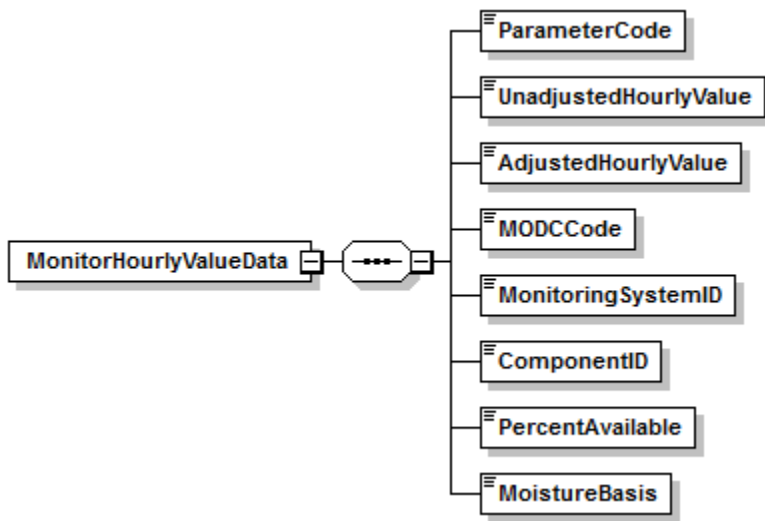 ParameterCode
UnadjustedHourlyValue
AdjustedHourlyValue
MODCCode
MonitorHourlyValueData
MonitoringSystemID
ComponentID
PercentAvailable
MoistureBasis